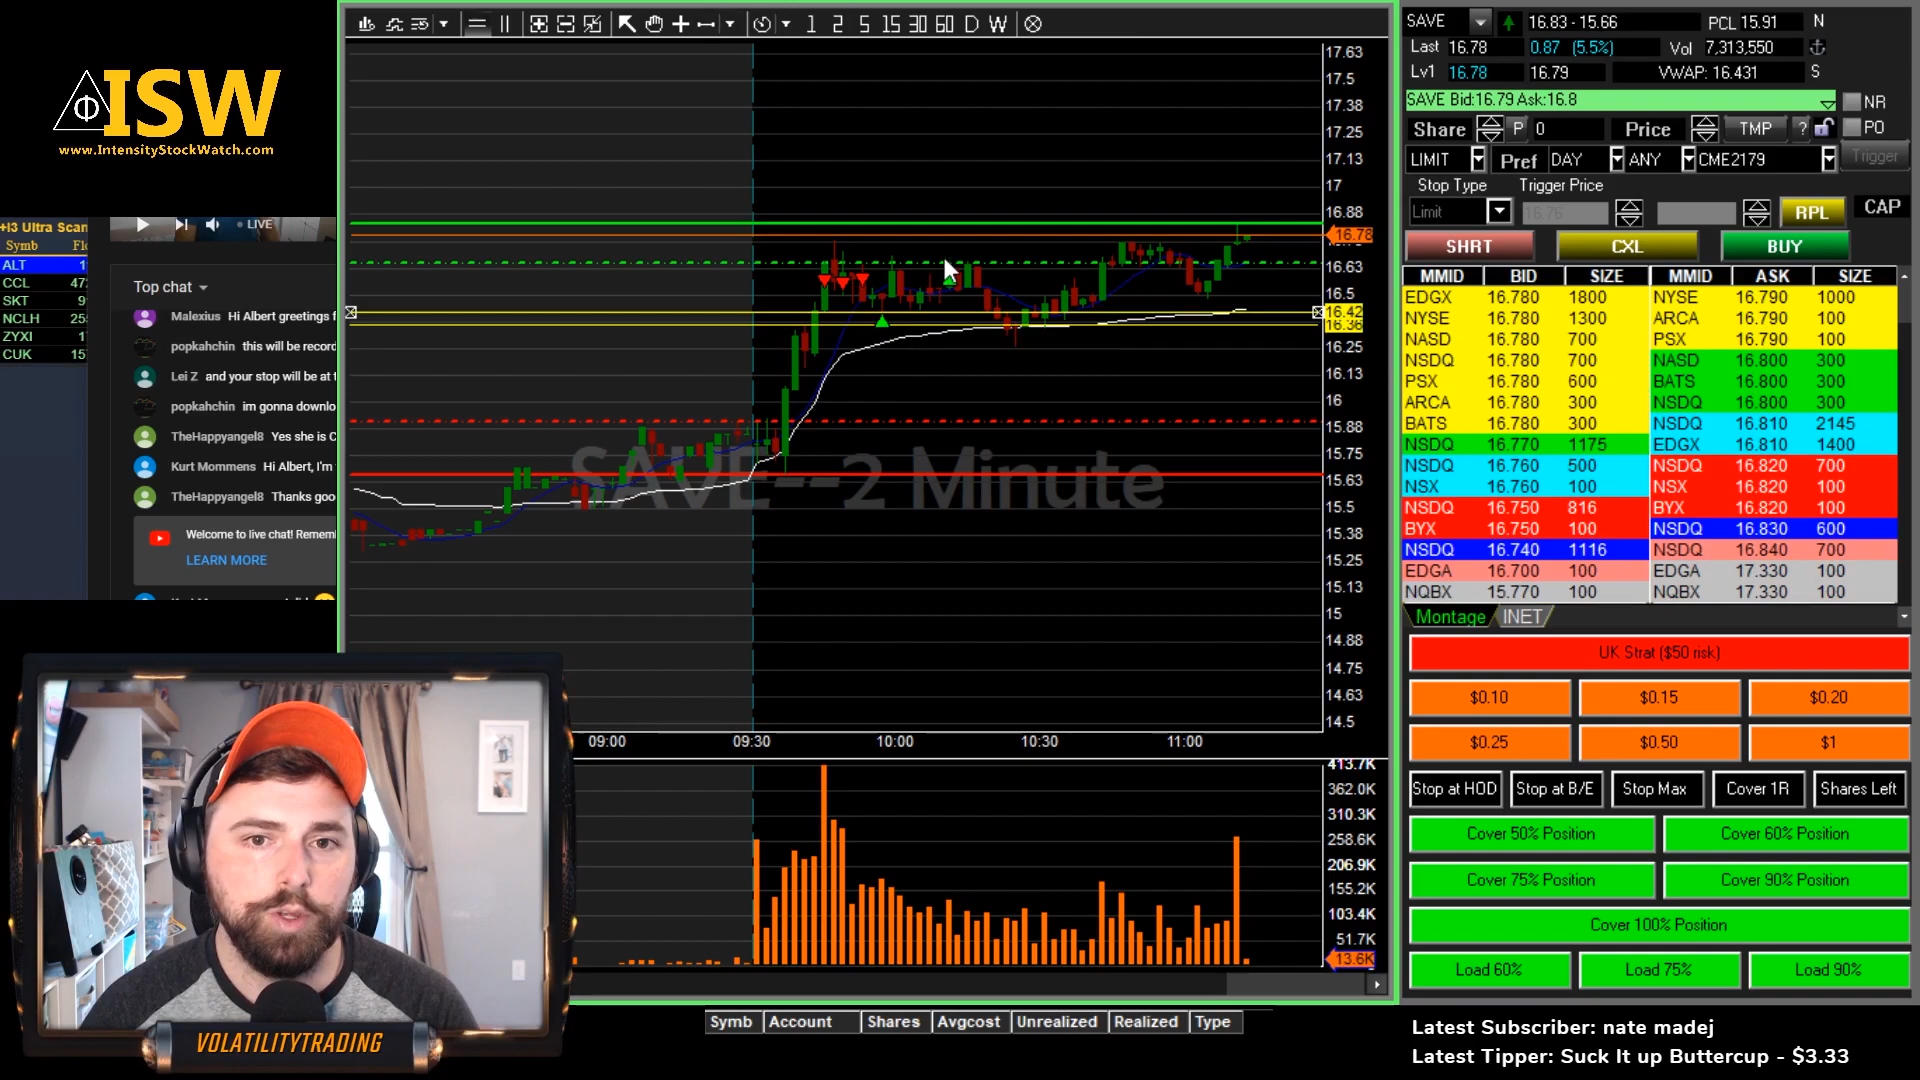 ISW
www.IntensityStockWatch.com
+I3 Ultra Scan
Symb
ALT
CCL
SKT
NCLH
ZYXI
CUK
LIVE
Top chat
Malexius Hi Albert greetings f
popkahchin this will be record
Lei Z and your stop will be at t
popkahchin im gonna downlo
TheHappyangel8 Yes she is C
Kurt Mommens Hi Albert, I'm
TheHappyangel8 Thanks goo
Welcome to live chat! Rememb
LEARN MORE
1 2 5 15 30 60 D W
17.63
17.5
17.38
17.25
17.13
17
16.88
16.78
16.63
16.5
16.42
16.36
16.25
16.13
16
15.88
15.75
15.63
15.5
15.38
15.25
15.13
15
14.88
14.75
14.63
14.5
SAVE--2 Minute
09:00 09:30 10:00 10:30 11:00
413.7K
362.0K
310.3K
258.6K
206.9K
155.2K
103.4K
51.7K
13.6K
Symb Account Shares Avgcost Unrealized Realized Type
SAVE 16.83 - 15.66 PCL 15.91 N
Last 16.78 0.87 (5.5%) Vol 7,313,550
Lv1 16.78 16.79 VWAP: 16.431 S
SAVE Bid:16.79 Ask:16.8 NR
Share P 0 Price TMP ? PO
LIMIT Pref DAY ANY CME2179 Trigger
Stop Type Trigger Price
Limit 16.76 RPL CAP
SHRT CXL BUY
MMID BID SIZE MMID ASK SIZE
EDGX 16.780 1800 NYSE 16.790 1000
NYSE 16.780 1300 ARCA 16.790 100
NASD 16.780 700 PSX 16.790 100
NSDQ 16.780 700 NASD 16.800 300
PSX 16.780 600 BATS 16.800 300
ARCA 16.780 300 NSDQ 16.800 300
BATS 16.780 300 NSDQ 16.810 2145
NSDQ 16.770 1175 EDGX 16.810 1400
NSDQ 16.760 500 NSDQ 16.820 700
NSX 16.760 100 NSX 16.820 100
NSDQ 16.750 816 BYX 16.820 100
BYX 16.750 100 NSDQ 16.830 600
NSDQ 16.740 1116 NSDQ 16.840 700
EDGA 16.700 100 EDGA 17.330 100
NQBX 15.770 100 NQBX 17.330 100
Montage INET
UK Strat ($50 risk)
$0.10 $0.15 $0.20
$0.25 $0.50 $1
Stop at HOD Stop at B/E Stop Max Cover 1R Shares Left
Cover 50% Position Cover 60% Position
Cover 75% Position Cover 90% Position
Cover 100% Position
Load 60% Load 75% Load 90%
VOLATILITYTRADING
Latest Subscriber: nate madej
Latest Tipper: Suck It up Buttercup - $3.33